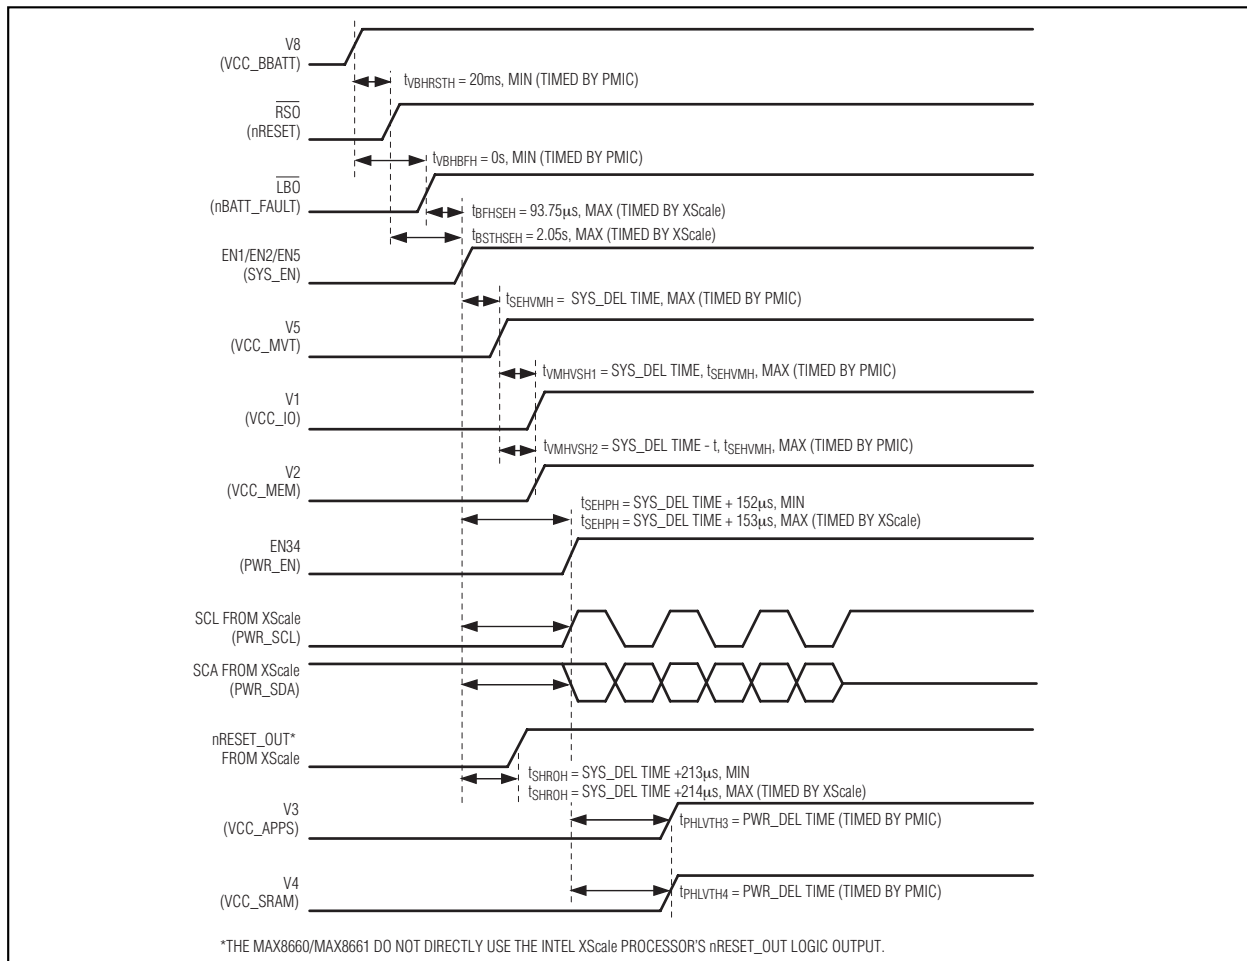 V8
(VCC_BBATT)
tVBHRSTH = 20ms, MIN (TIMED BY PMIC)
RSO
(nRESET)
tVBHBFH = 0s, MIN (TIMED BY PMIC)
LBO
(nBATT_FAULT)
tBFHSEH = 93.75µs, MAX (TIMED BY XScale)
tBSTHSEH = 2.05s, MAX (TIMED BY XScale)
EN1/EN2/EN5
(SYS_EN)
tSEHVMH = SYS_DEL TIME, MAX (TIMED BY PMIC)
V5
(VCC_MVT)
tVMHVSH1 = SYS_DEL TIME, tSEHVMH, MAX (TIMED BY PMIC)
V1
(VCC_IO)
tVMHVSH2 = SYS_DEL TIME - t, tSEHVMH, MAX (TIMED BY PMIC)
V2
(VCC_MEM)
tSEHPH = SYS_DEL TIME + 152µs, MIN
tSEHPH = SYS_DEL TIME + 153µs, MAX (TIMED BY XScale)
EN34
(PWR_EN)
SCL FROM XScale
(PWR_SCL)
SCA FROM XScale
(PWR_SDA)
nRESET_OUT*
FROM XScale
tSHROH = SYS_DEL TIME +213µs, MIN
tSHROH = SYS_DEL TIME +214µs, MAX (TIMED BY XScale)
V3
(VCC_APPS)
tPHLVTH3 = PWR_DEL TIME (TIMED BY PMIC)
V4
(VCC_SRAM)
tPHLVTH4 = PWR_DEL TIME (TIMED BY PMIC)
*THE MAX8660/MAX8661 DO NOT DIRECTLY USE THE INTEL XScale PROCESSOR'S nRESET_OUT LOGIC OUTPUT.